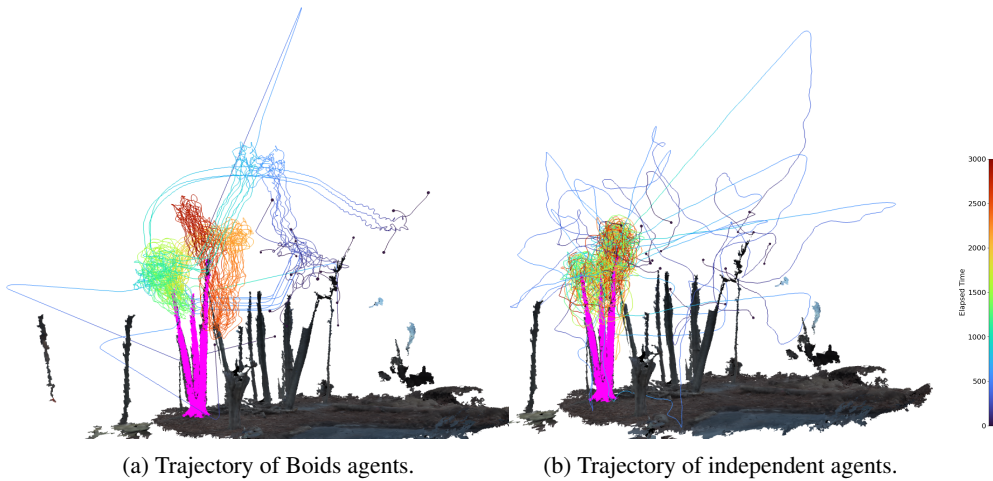 3000
2500
2000
1500
1000
500
0
Elapsed Time
(a) Trajectory of Boids agents.
(b) Trajectory of independent agents.